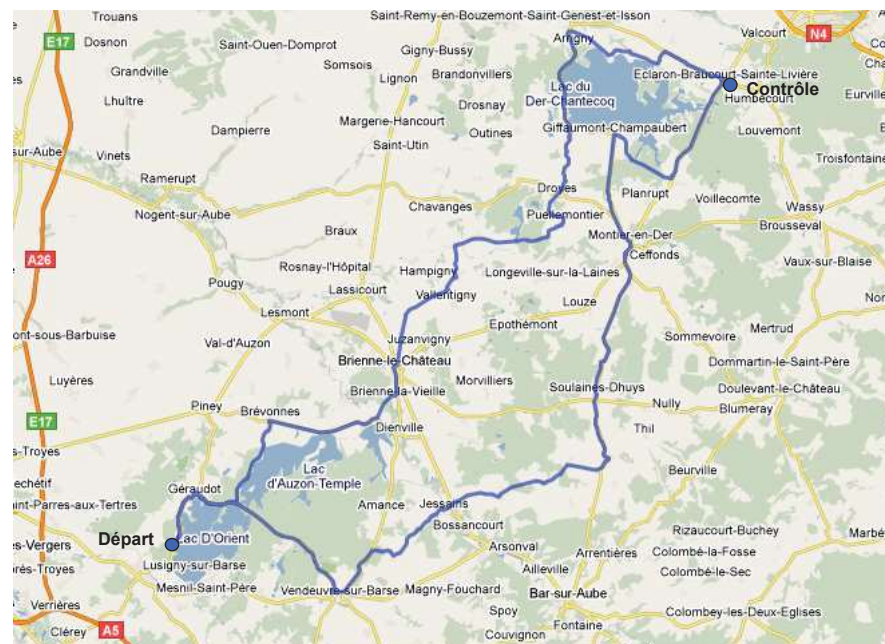 Trouans
Saint-Remy-en-Bouzemont-Saint-Genest-et-Isson
E17
Dosnon
Saint-Ouen-Domprot
Gigny-Bussy
Arrigny
Valcourt
N4
Grandville
Somsois
Lignon
Brandonvillers
Lac du
Der-Chantecoq
Eclaron-Braucourt-Sainte-Livière
Contrôle
Humbécourt
Eurville
Lhuître
Drosnay
Margerie-Hancourt
Outines
Giffaumont-Champaubert
Louvemont
Dampierre
Saint-Utin
sur-Aube
Vinets
Troisfontaine
Ramerupt
Droyes
Planrupt
Voillecomte
Wassy
Nogent-sur-Aube
Chavanges
Puellemontier
Brousseval
Braux
Montier-en-Der
Ceffonds
A26
Rosnay-l'Hôpital
Hampigny
Longeville-sur-la-Laines
Vaux-sur-Blaise
Pougy
Lassicourt
Vallentigny
Louze
Lesmont
Epothémont
ont-sous-Barbuise
Val-d'Auzon
Juzanvigny
Sommevoire
Mertrud
Brienne-le-Château
Dommartin-le-Saint-Père
Luyères
Brienne-la-Vieille
Morvilliers
Soulaines-Dhuys
Doulevant-le-Château
Piney
Brévonnes
Nully
Blumeray
E17
Dienville
Thil
s-Troyes
Lac
d'Auzon-Temple
Beurville
echétif
Géraudot
int-Parres-aux-Tertres
Amance
Jessains
Bossancourt
Rizaucourt-Buchey
Marbé
Départ
Lac D'Orient
es-Vergers
Arsonval
Arrentières
Colombé-la-Fosse
Lusigny-sur-Barse
Ailleville
Colombé-le-Sec
rès-Troyes
Mesnil-Saint-Père
Vendeuvre-sur-Barse
Magny-Fouchard
Bar-sur-Aube
Verrières
Spoy
Colombey-les-Deux-Eglises
Clérey
A5
Couvignon
Fontaine